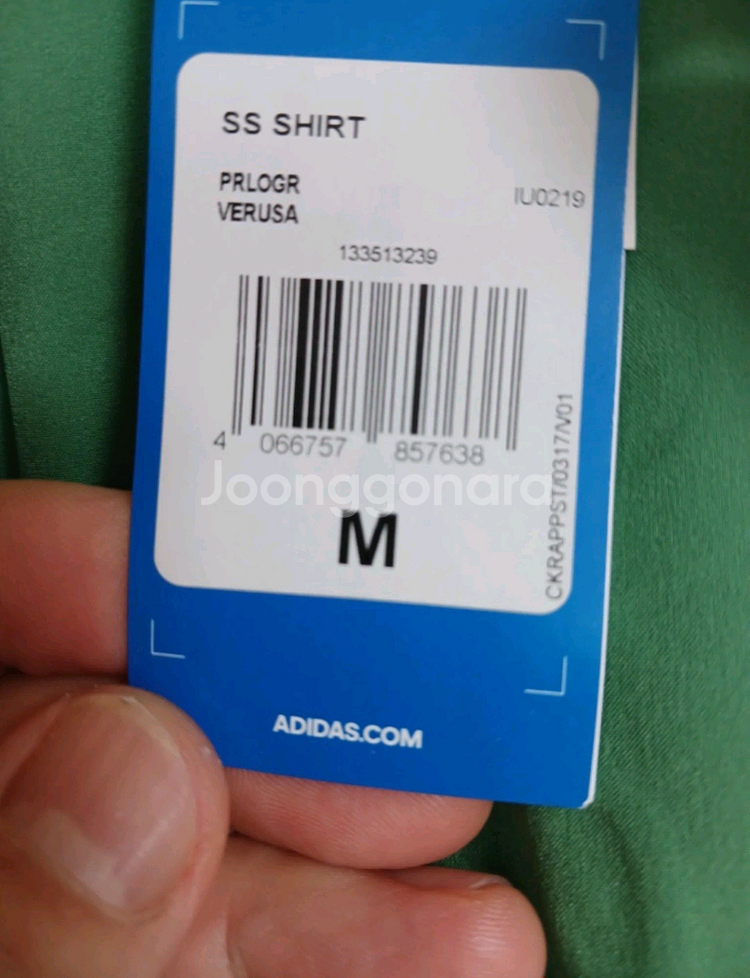 SS SHIRT
PRLOGR
IU0219
VERUSA
133513239
4 066757 857638
CKRAPPST/0317/V01
Joonggonara
M
ADIDAS.COM